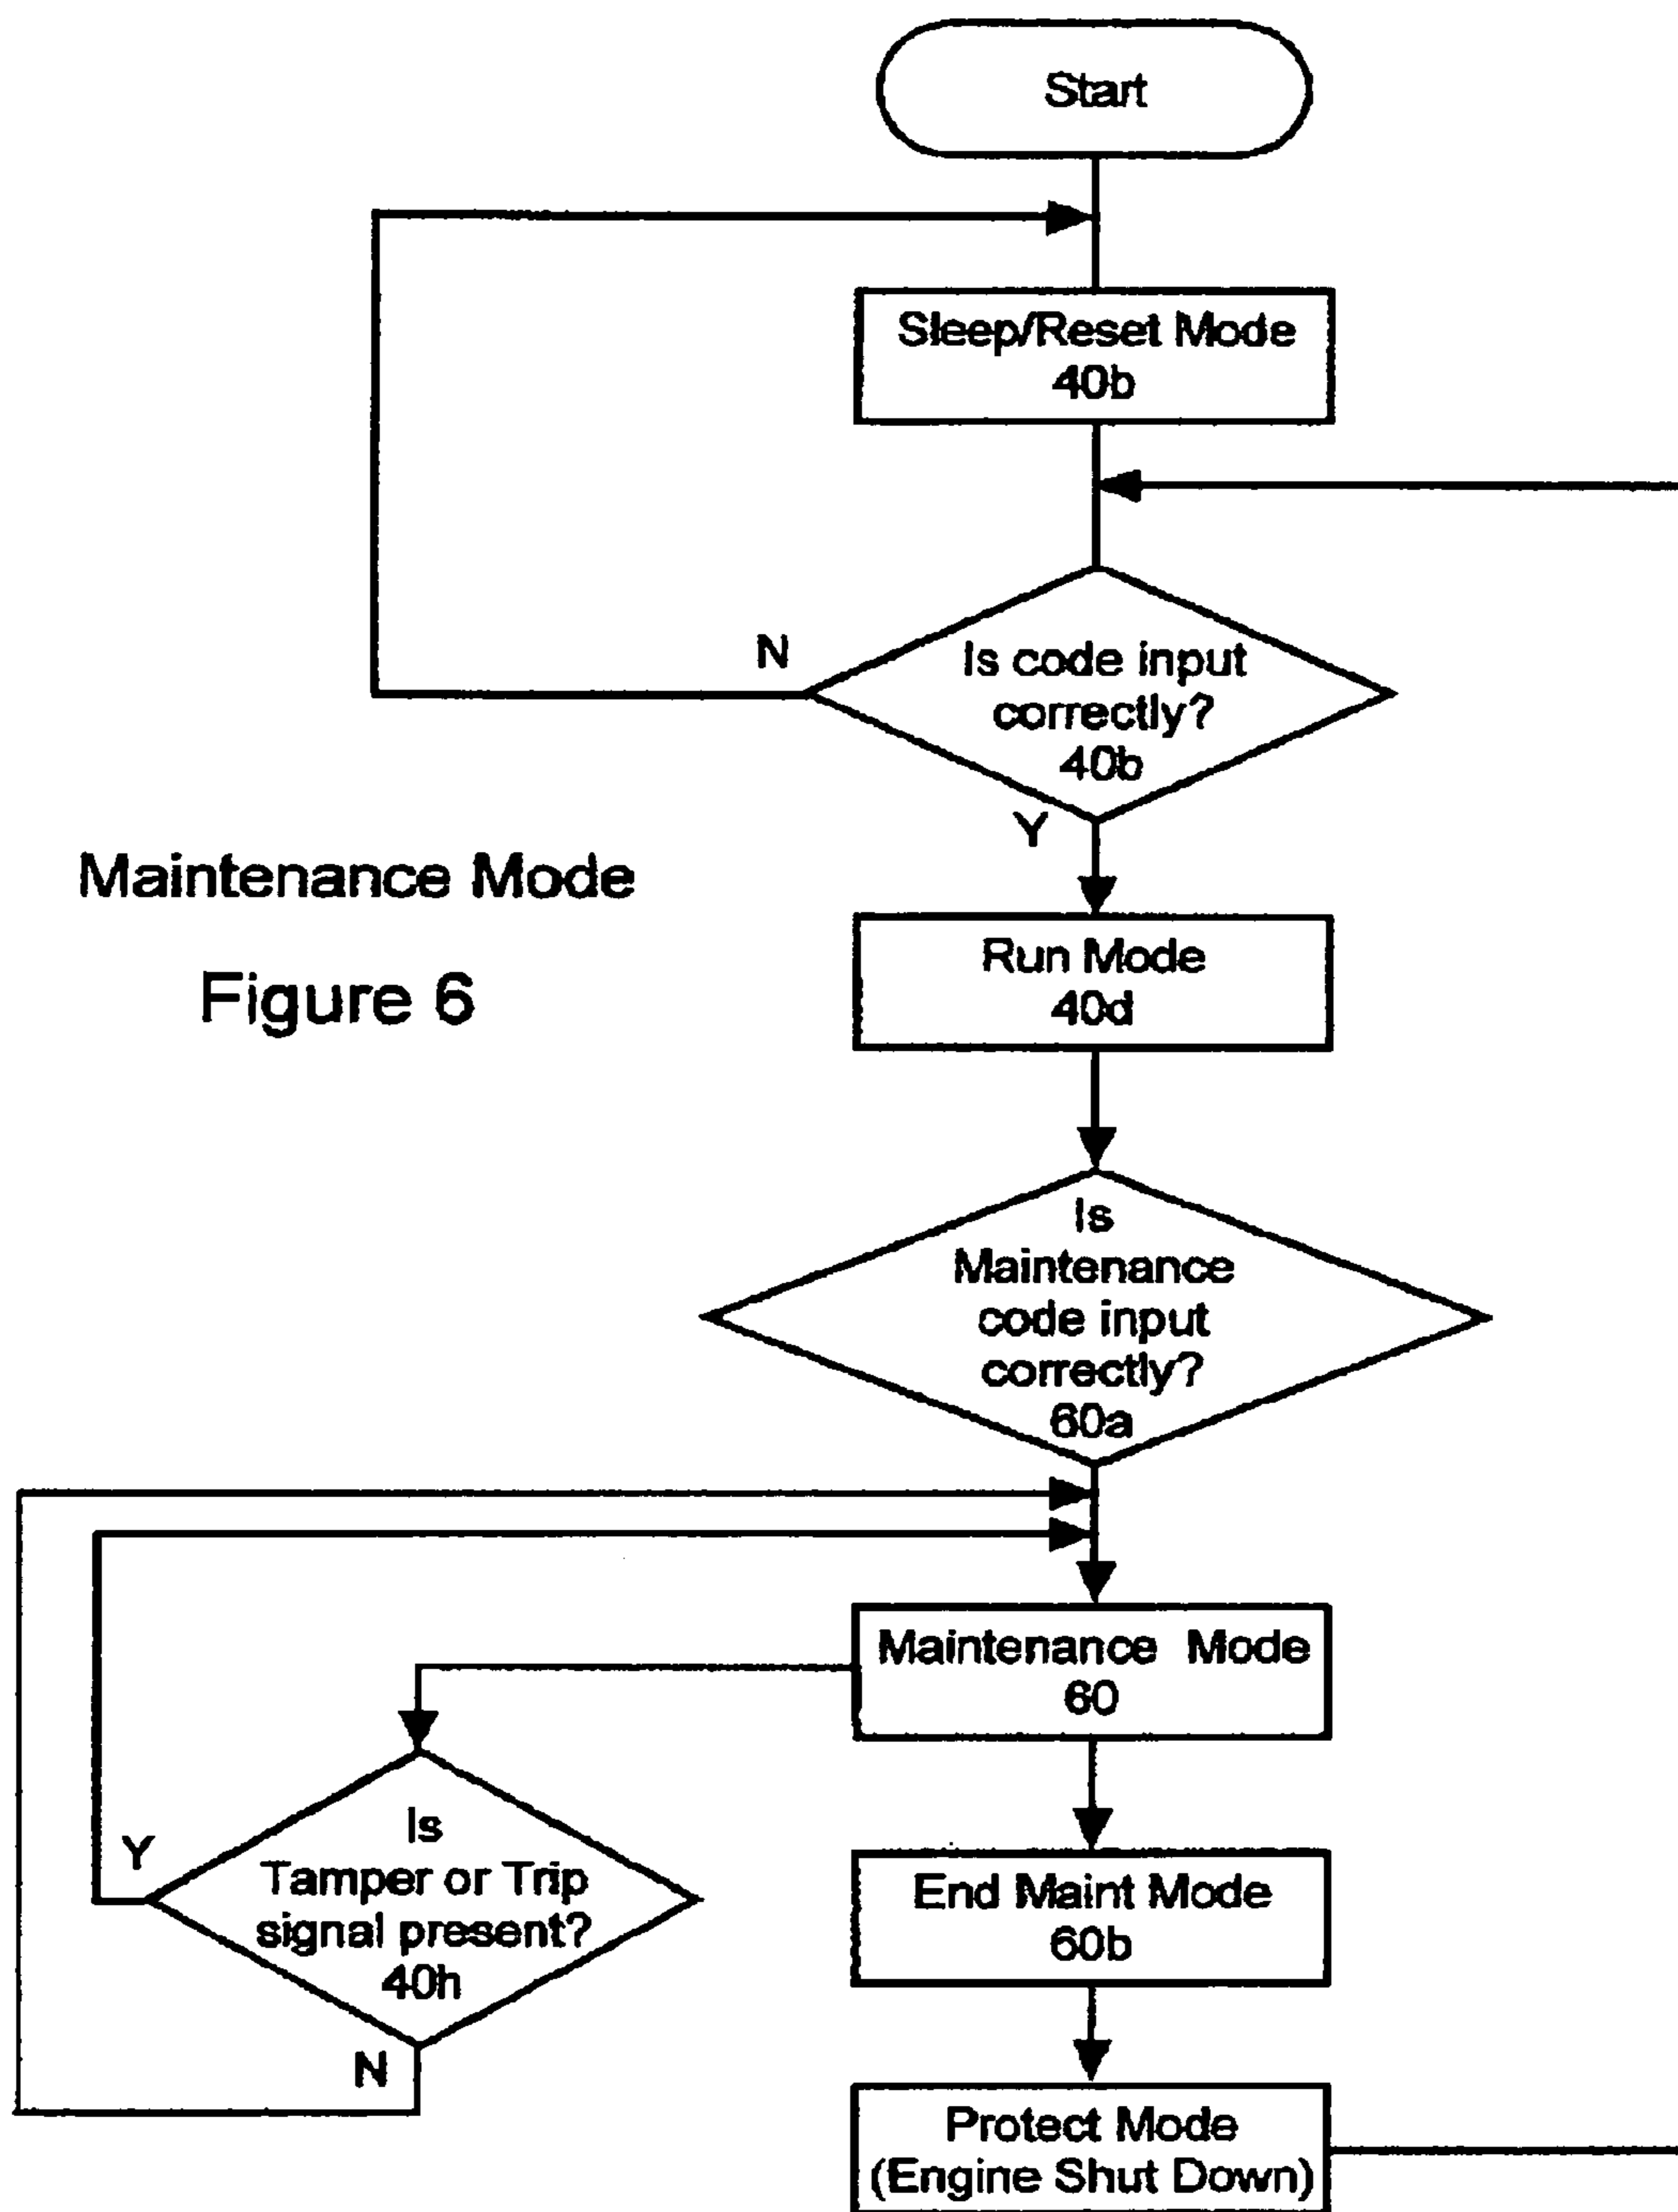 Start
Sleep/Reset Mode
40b
N
Is code input
correctly?
40b
Y
Maintenance Mode
Figure 6
Run Mode
40d
Is
Maintenance
code input
correctly?
60a
Maintenance Mode
60
Y
Is
Tamper or Trip
signal present?
40h
N
End Maint Mode
60b
Protect Mode
(Engine Shut Down)